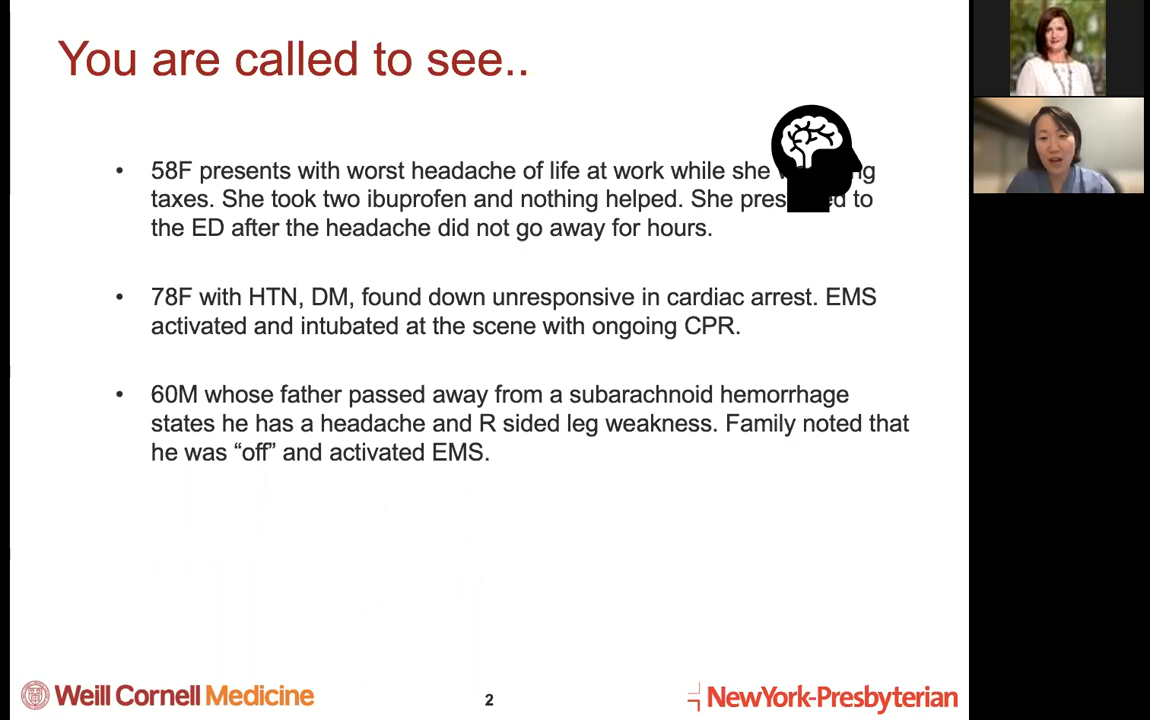 You are called to see..
• 58F presents with worst headache of life at work while she
taxes. She took two ibuprofen and nothing helped. She to
the ED after the headache did not go away for hours.
• 78F with HTN, DM, found down unresponsive in cardiac arrest. EMS
activated and intubated at the scene with ongoing CPR.
• 60M whose father passed away from a subarachnoid hemorrhage
states he has a headache and R sided leg weakness. Family noted that
he was “off” and activated EMS.
Weill Cornell Medicine
2
NewYork-Presbyterian